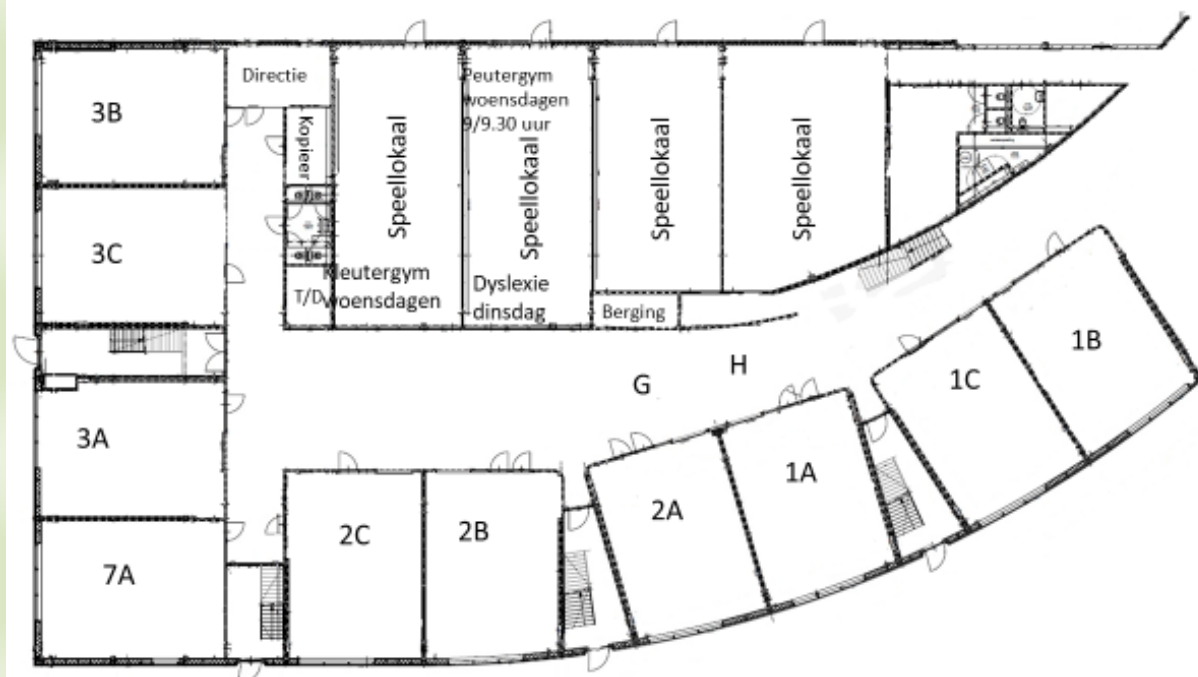 Directie
Peutergym
woensdagen
9/9.30 uur
3B
Kopieer
Speellokaal
Speellokaal
Speellokaal
Speellokaal
3C
Kleutergym
woensdagen
T/D
Dyslexie
dinsdag
Berging
1B
H
G
1C
3A
1A
2A
2C
2B
7A